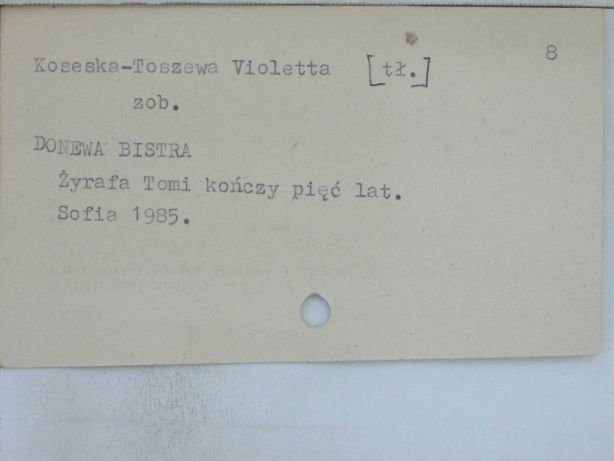 8
Koseska-Toszewa Violetta [tł.]
zob.
DONEWA BISTRA
Żyrafa Tomi kończy pięć lat.
Sofia 1985.